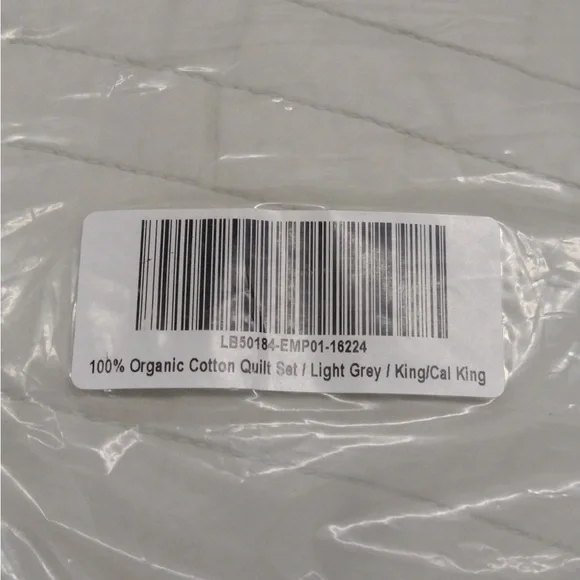 LB50184-EMP01-16224
100% Organic Cotton Quilt Set / Light Grey / King/Cal King